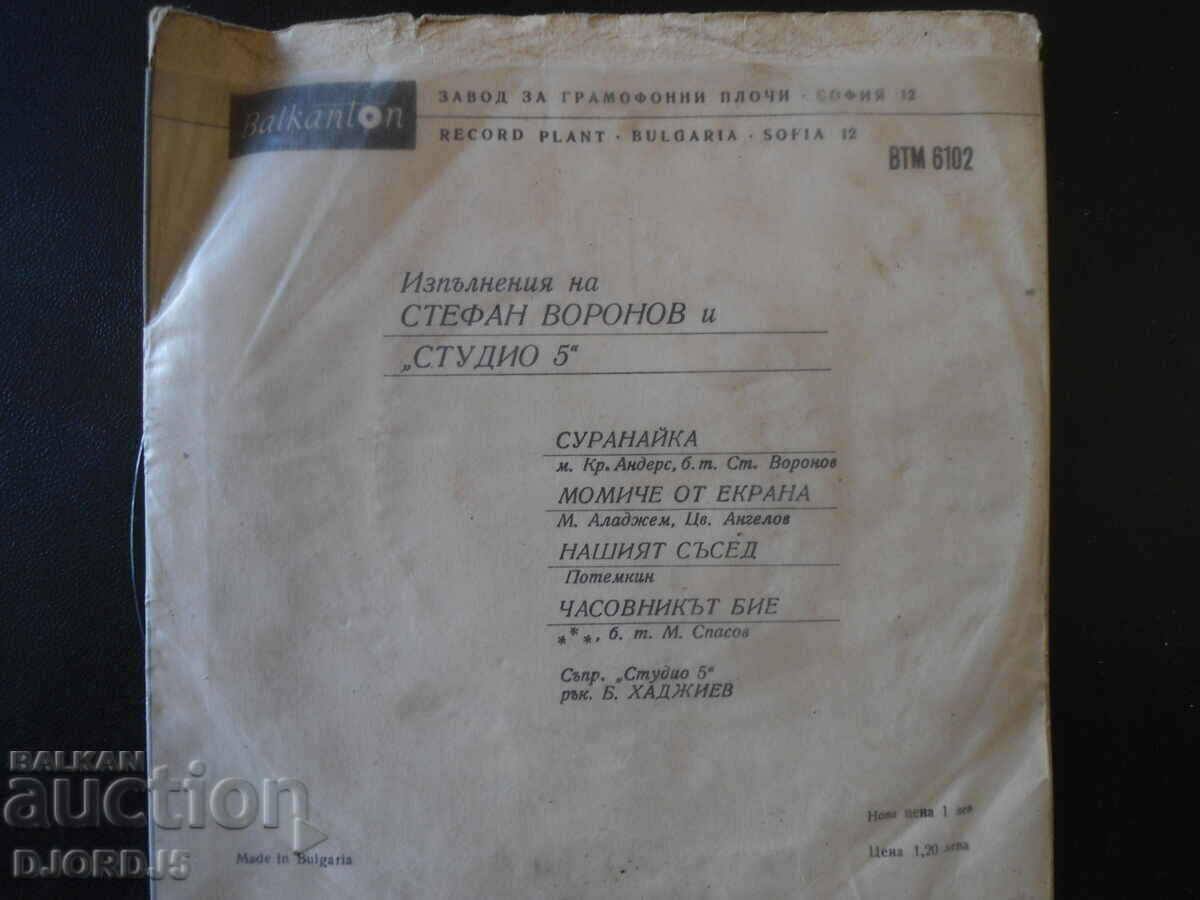 Balkanton
ЗАВОД ЗА ГРАМОФОННИ ПЛОЧИ · СОФИЯ 12
RECORD PLANT · BULGARIA · SOFIA 12
ВТМ 6102
Изпълнения на
СТЕФАН ВОРОНОВ и
„СТУДИО 5“
СУРАНАЙКА
м. Кр. Андерс, б. т. Ст. Воронов
МОМИЧЕ ОТ ЕКРАНА
М. Аладжем, Цв. Ангелов
НАШИЯТ СЪСЕД
Потемкин
ЧАСОВНИКЪТ БИЕ
***, б. т. М. Спасов
Съпр. „Студио 5“
рък. Б. ХАДЖИЕВ
Нова цена 1 лев
Цена 1,20 лева
Made in Bulgaria
BALKAN
auction
DJORDJ5